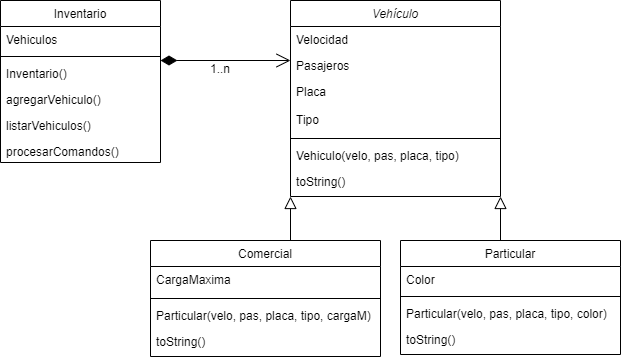 Inventario
Vehiculos
Inventario()
agregarVehiculo()
listarVehiculos()
procesarComandos()
1..n
Vehículo
Velocidad
Pasajeros
Placa
Tipo
Vehiculo(velo, pas, placa, tipo)
toString()
Comercial
CargaMaxima
Particular(velo, pas, placa, tipo, cargaM)
toString()
Particular
Color
Particular(velo, pas, placa, tipo, color)
toString()